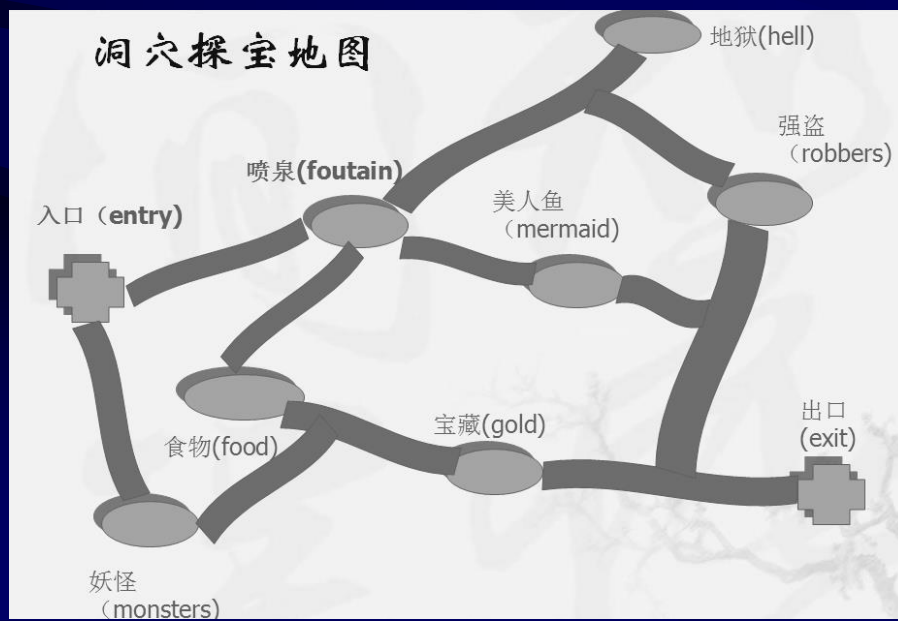 洞穴探宝地图
地狱(hell)
强盗
（robbers)
喷泉(foutain)
美人鱼
（mermaid)
入口（entry)
出口
(exit)
宝藏(gold)
食物(food)
妖怪
（monsters)